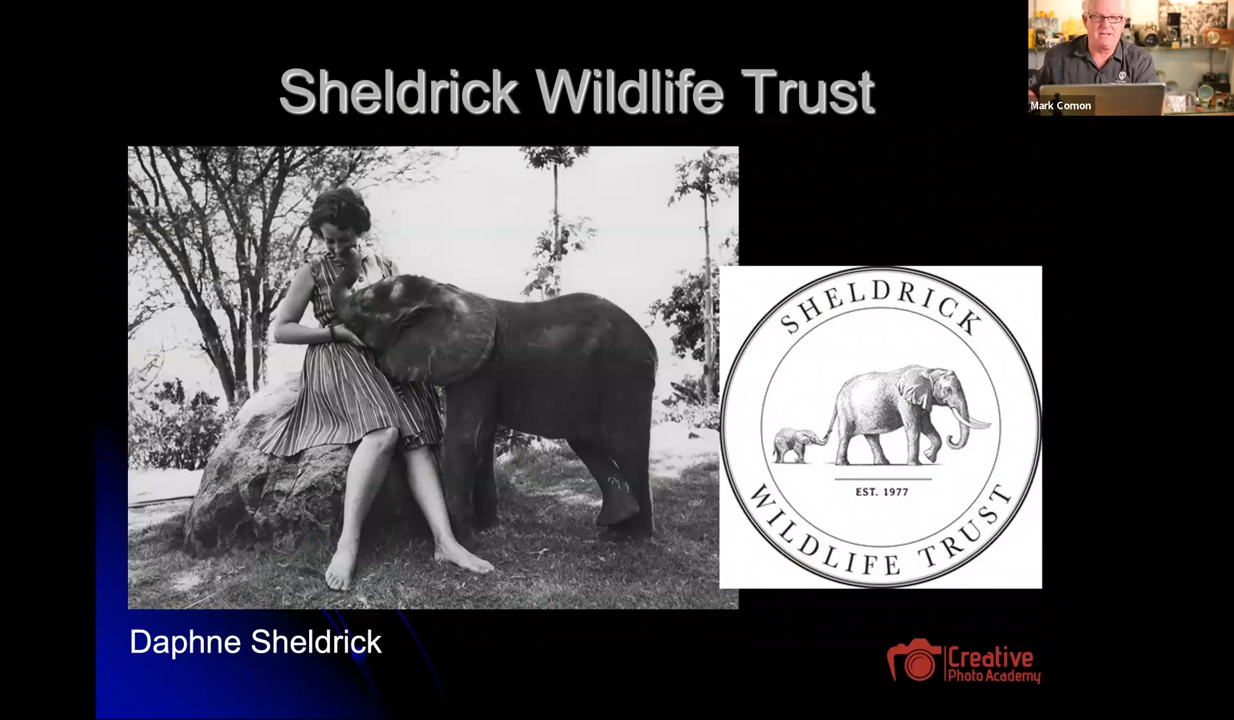 Sheldrick Wildlife Trust
Mark Comon
SHELDRICK
EST. 1977
WILDLIFE TRUST
Daphne Sheldrick
Creative
Photo Academy